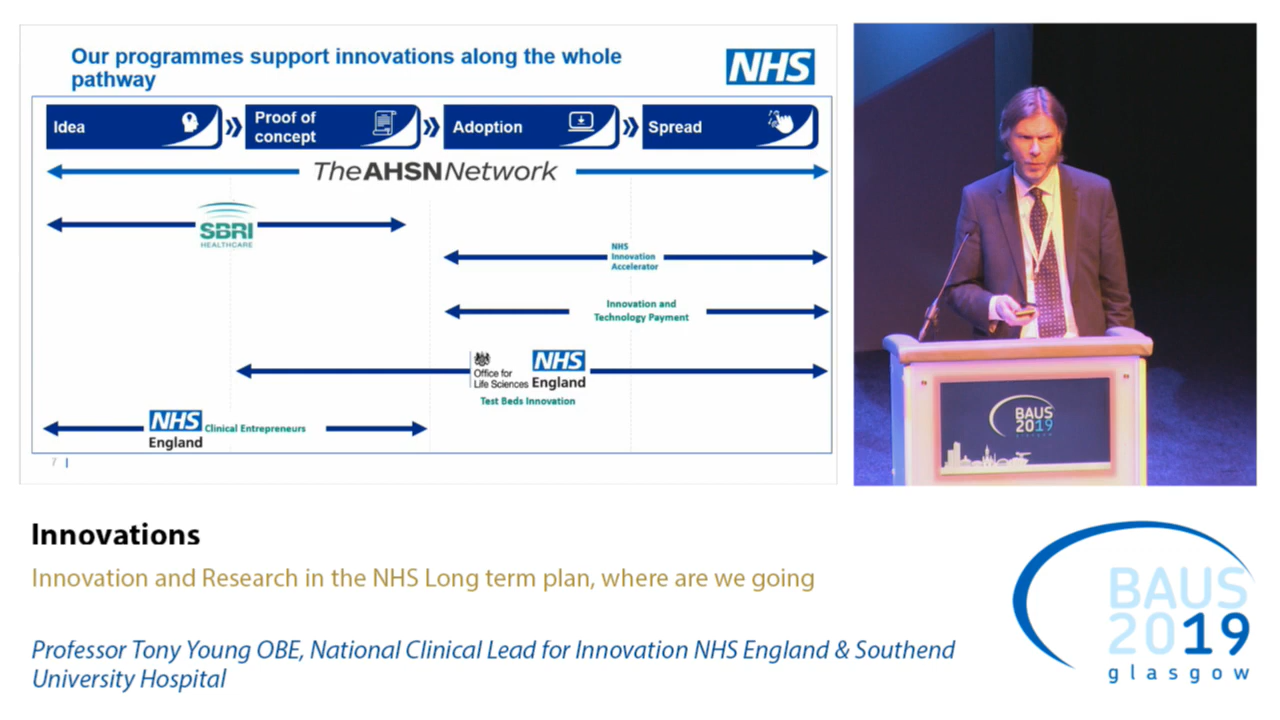 Our programmes support innovations along the whole
pathway
NHS
Idea
Proof of
concept
Adoption
Spread
The AHSN Network
SBRI
HEALTHCARE
NHS
Innovation
Accelerator
Innovation and
Technology Payment
Office for
Life Sciences
NHS
England
Test Beds Innovation
NHS
England
Clinical Entrepreneurs
7 |
BAUS
2019
glasgow
Innovations
Innovation and Research in the NHS Long term plan, where are we going
Professor Tony Young OBE, National Clinical Lead for Innovation NHS England & Southend
University Hospital
BAUS
2019
glasgow